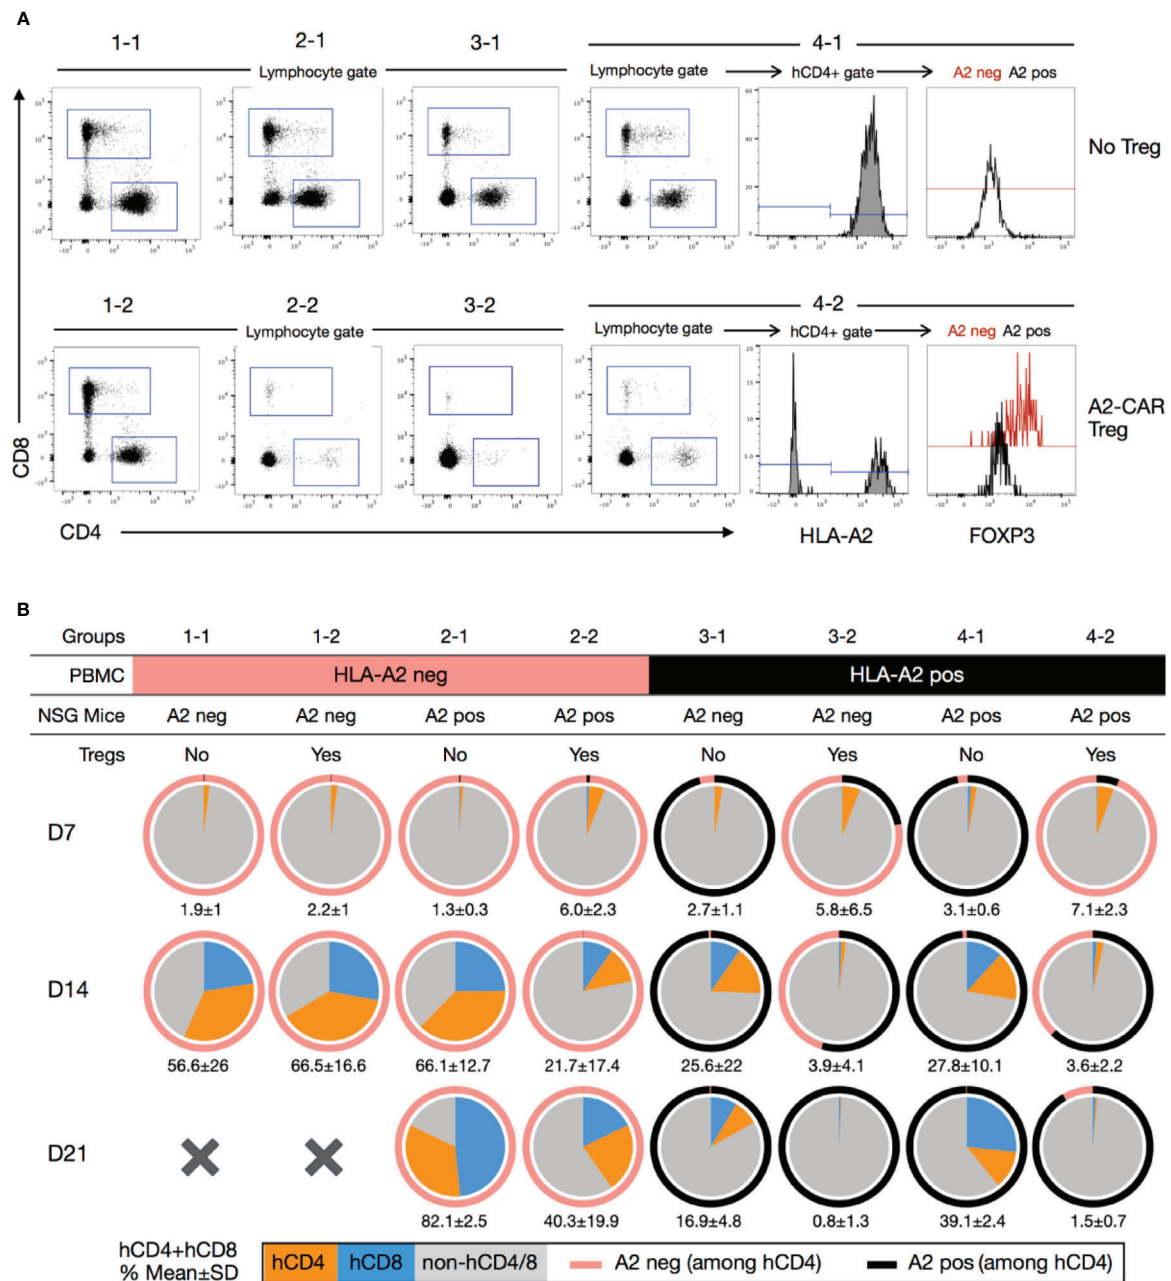 A
1-1 2-1 3-1 4-1
Lymphocyte gate Lymphocyte gate hCD4+ gate A2 neg A2 pos
No Treg
1-2 2-2 3-2 4-2
Lymphocyte gate Lymphocyte gate hCD4+ gate A2 neg A2 pos
A2-CAR
Treg
CD8
CD4 HLA-A2 FOXP3
B
Groups 1-1 1-2 2-1 2-2 3-1 3-2 4-1 4-2
PBMC HLA-A2 neg HLA-A2 pos
NSG Mice A2 neg A2 neg A2 pos A2 pos A2 neg A2 neg A2 pos A2 pos
Tregs No Yes No Yes No Yes No Yes
D7
1.9±1 2.2±1 1.3±0.3 6.0±2.3 2.7±1.1 5.8±6.5 3.1±0.6 7.1±2.3
D14
56.6±26 66.5±16.6 66.1±12.7 21.7±17.4 25.6±22 3.9±4.1 27.8±10.1 3.6±2.2
D21
82.1±2.5 40.3±19.9 16.9±4.8 0.8±1.3 39.1±2.4 1.5±0.7
hCD4+hCD8
% Mean±SD
hCD4 hCD8 non-hCD4/8 A2 neg (among hCD4) A2 pos (among hCD4)